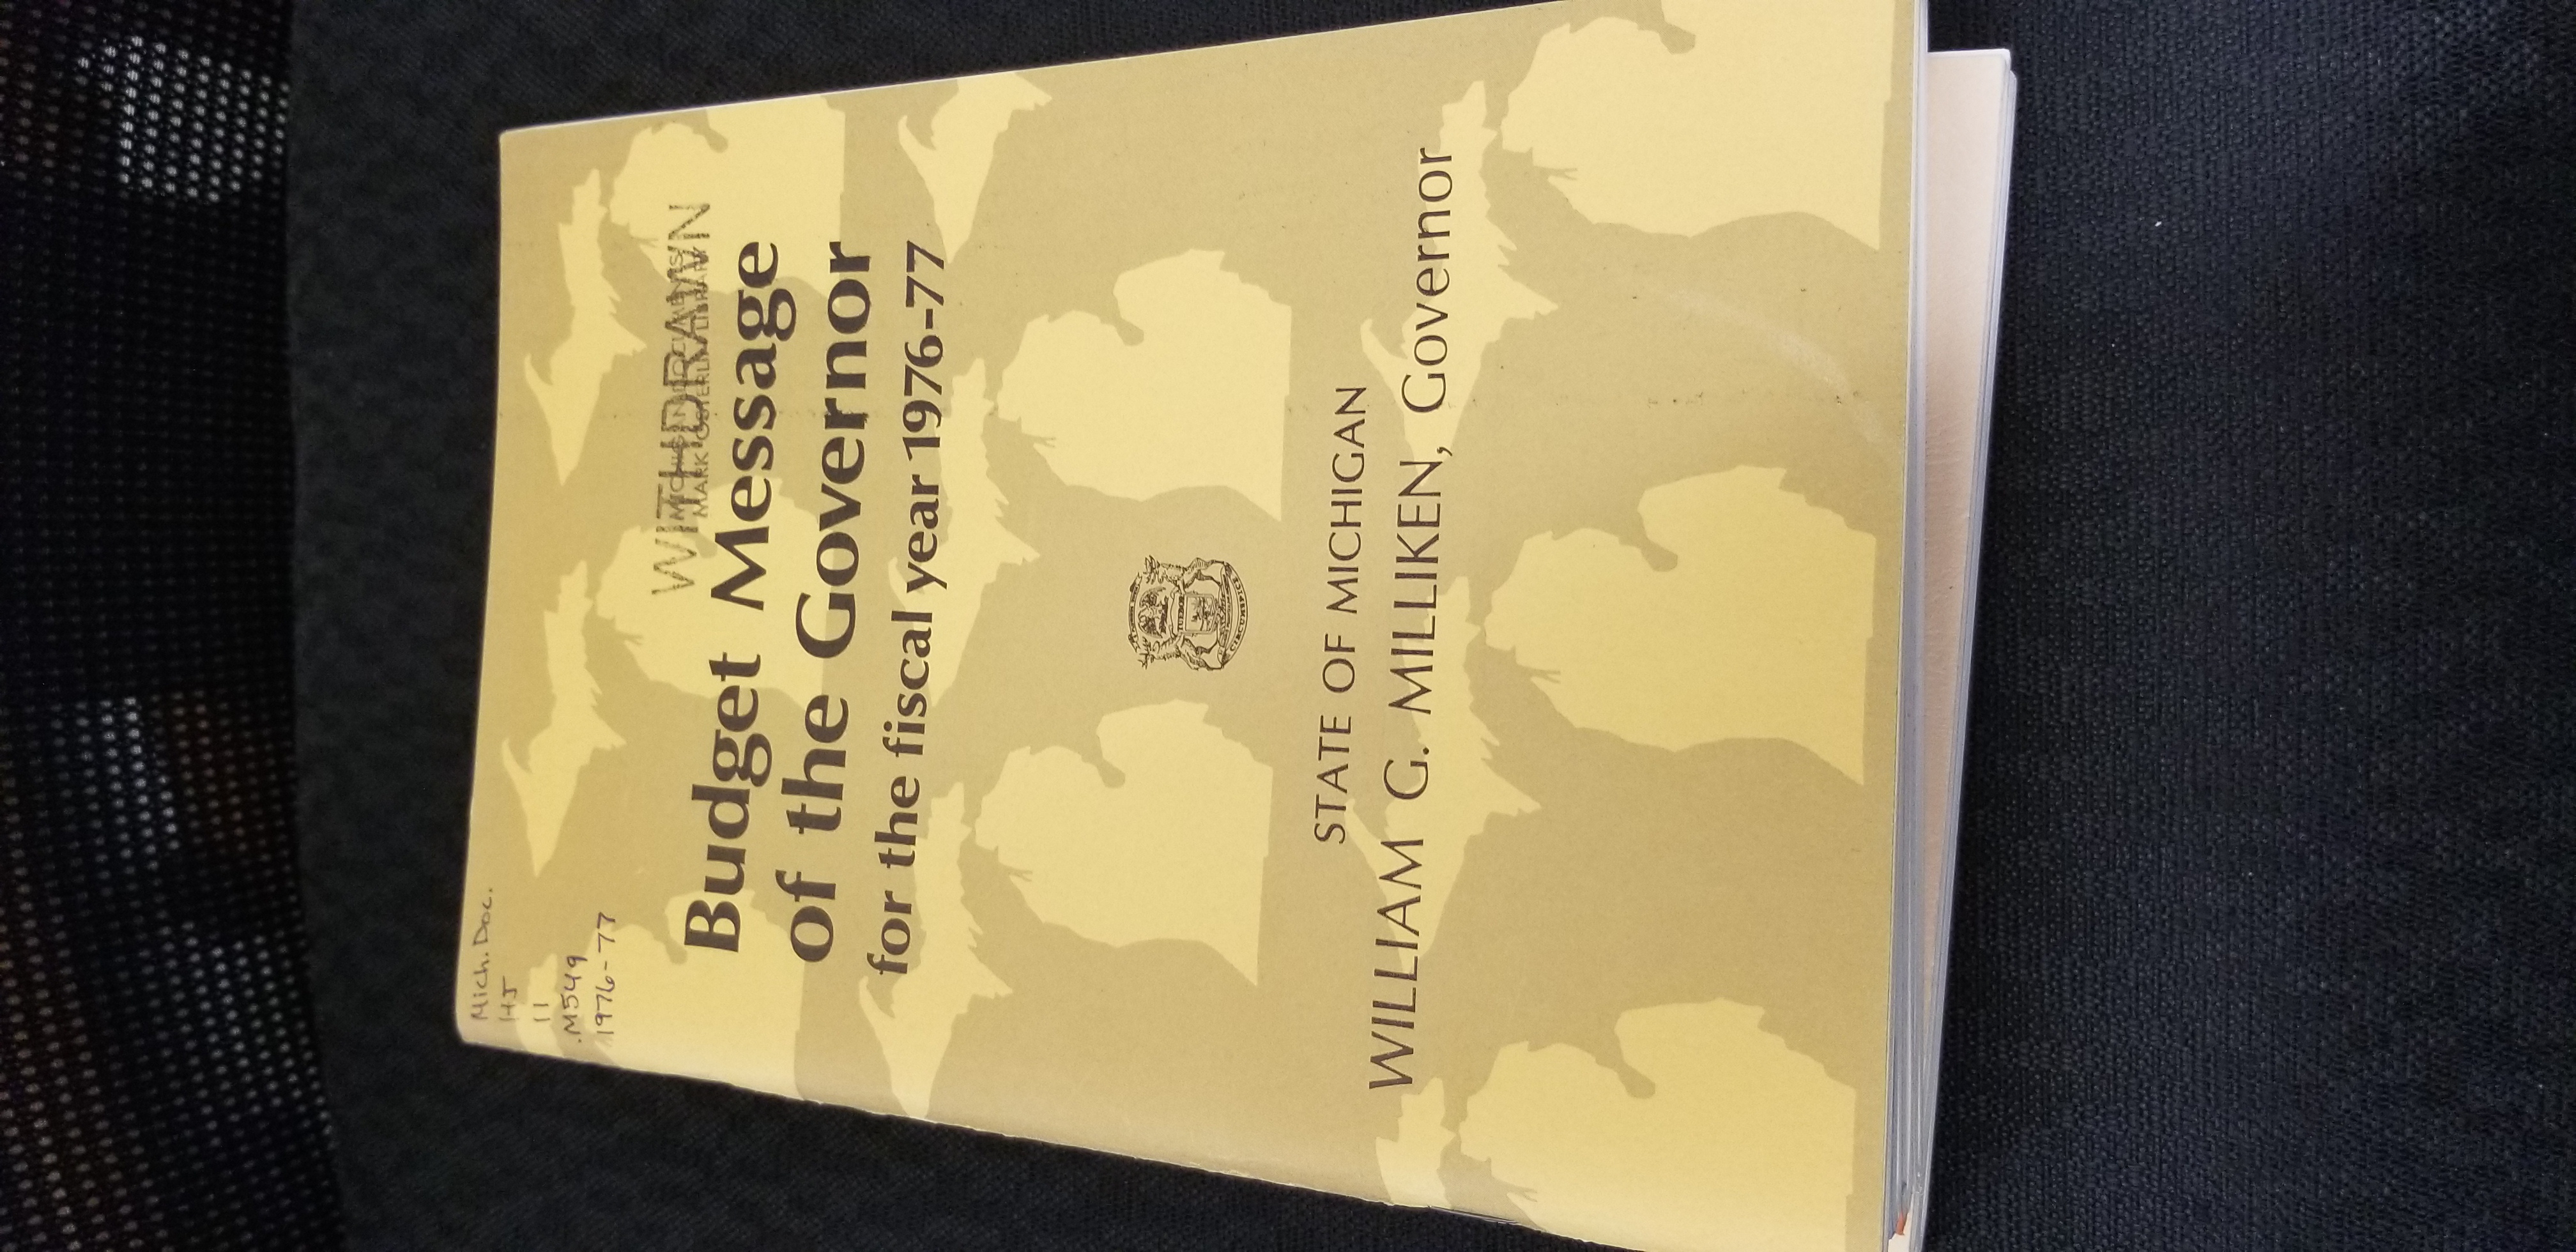 Mich. Doc.
HJ
11
.M549
1976-77
WITHDRAWN
Budget Message
of the Governor
for the fiscal year 1976-77
TUEBOR
STATE OF MICHIGAN
WILLIAM G. MILLIKEN, Governor